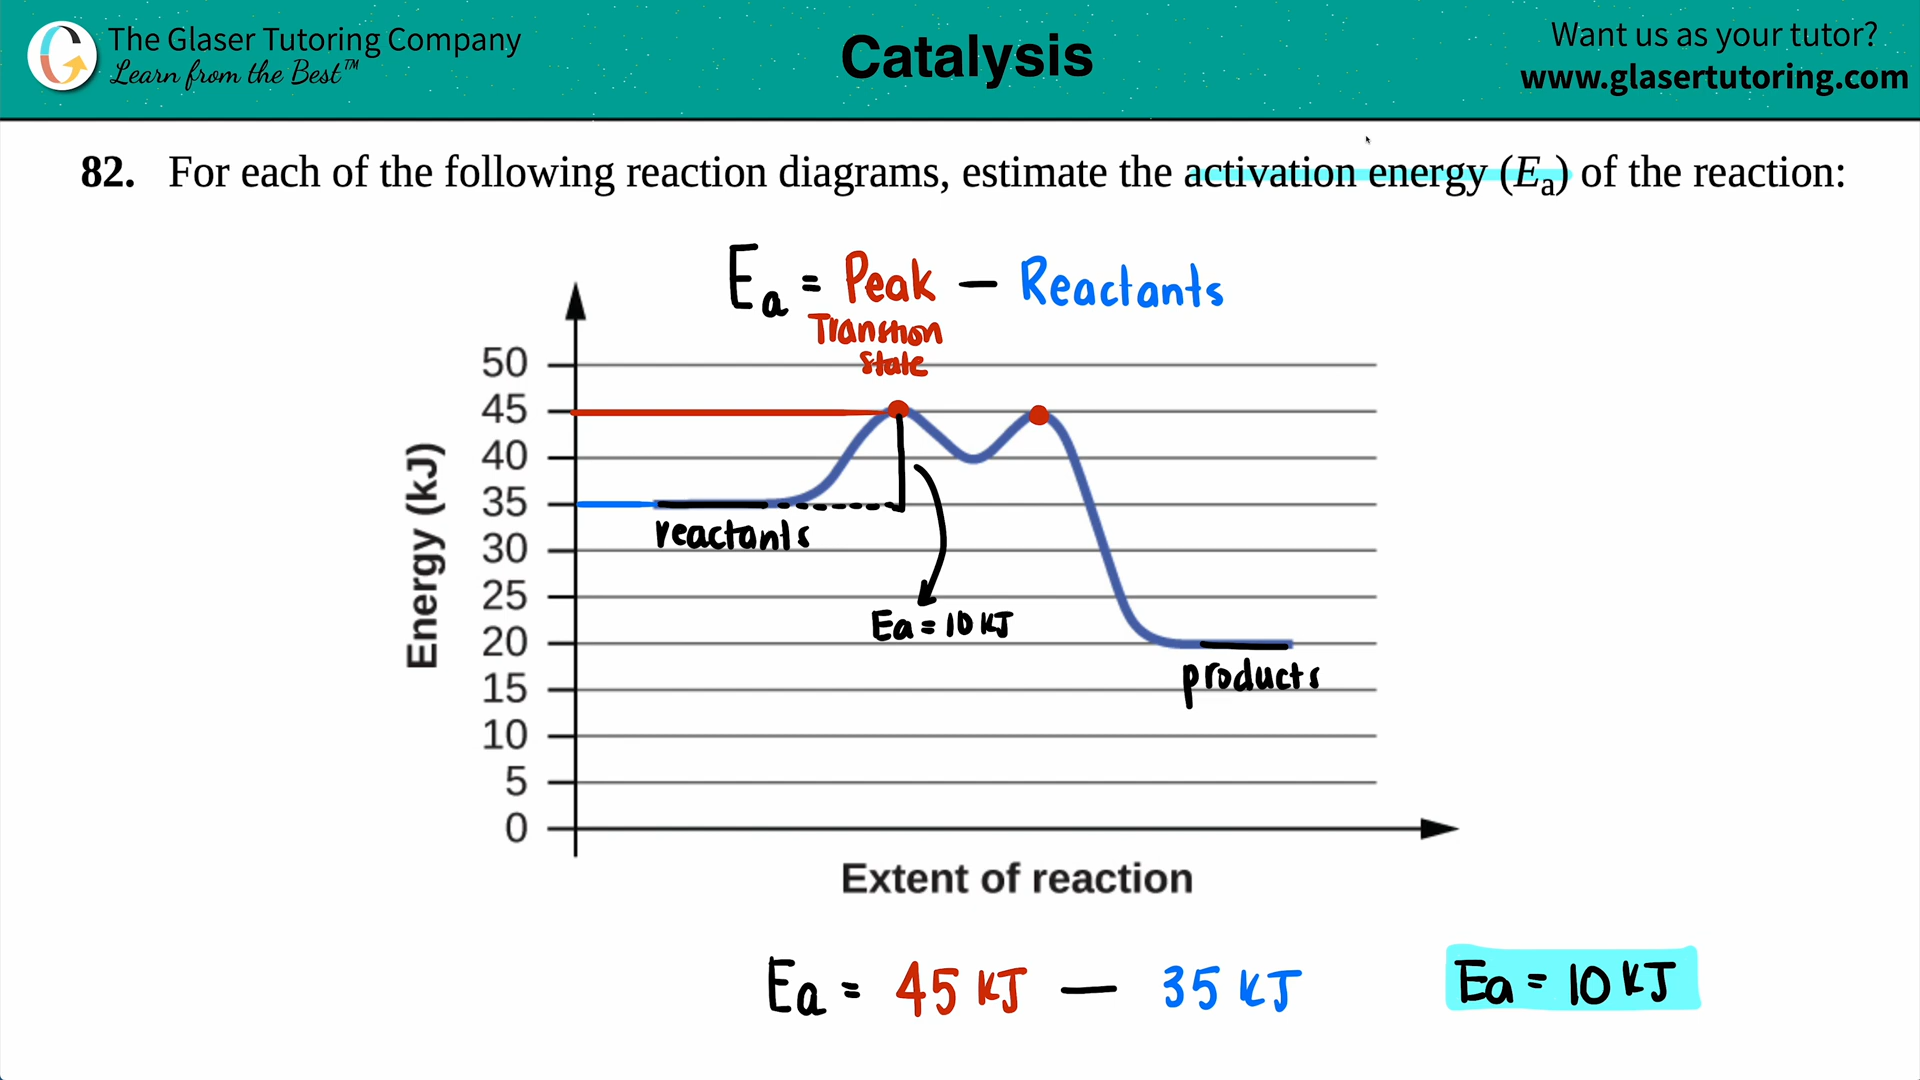 The Glaser Tutoring Company
Learn from the Best™
Catalysis
Want us as your tutor?
www.glasertutoring.com
82. For each of the following reaction diagrams, estimate the activation energy (Ea) of the reaction:
Ea = Peak — Reactants
Transition
state
50
45
40
35
30
25
20
15
10
5
0
Energy (kJ)
reactants
Ea = 10 kJ
products
Extent of reaction
Ea = 45 kJ — 35 kJ
Ea = 10 kJ